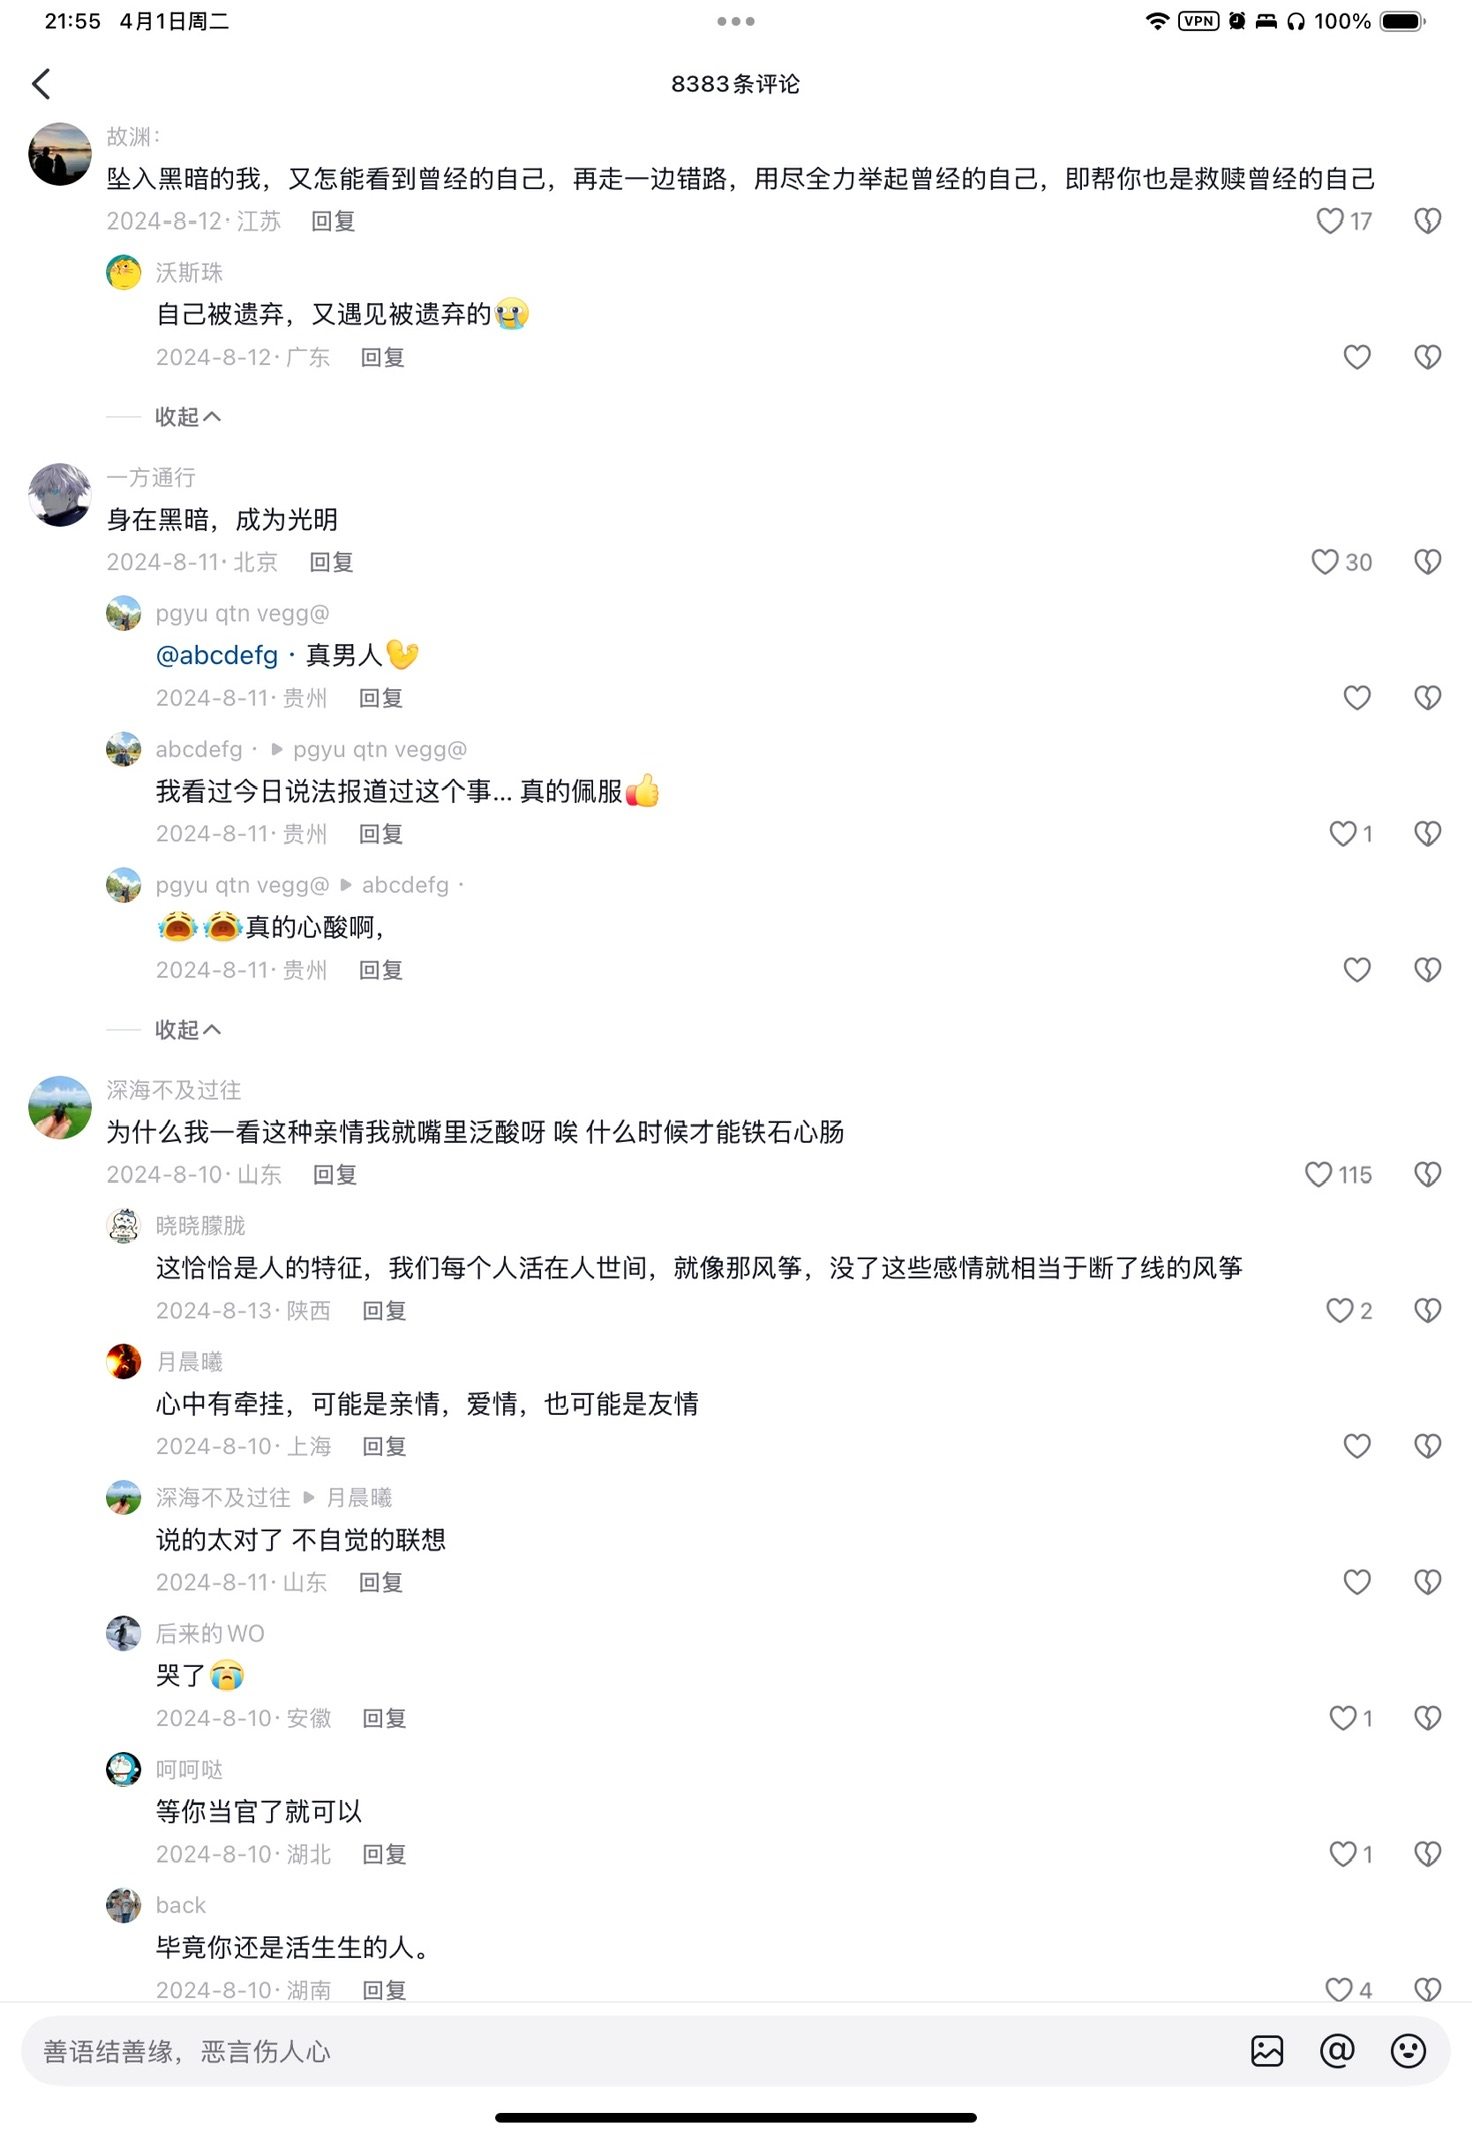 21:55 4月1日周二
VPN 100%
8383条评论
故渊:
坠入黑暗的我，又怎能看到曾经的自己，再走一边错路，用尽全力举起曾经的自己，即帮你也是救赎曾经的自己
2024-8-12· 江苏 回复 17
沃斯珠
自己被遗弃，又遇见被遗弃的😂
2024-8-12· 广东 回复
收起
一方通行
身在黑暗，成为光明
2024-8-11· 北京 回复 30
pgyu qtn vegg@
@abcdefg · 真男人💪
2024-8-11· 贵州 回复
abcdefg · ▶ pgyu qtn vegg@
我看过今日说法报道过这个事... 真的佩服👍
2024-8-11· 贵州 回复 1
pgyu qtn vegg@ ▶ abcdefg ·
😭😭真的心酸啊,
2024-8-11· 贵州 回复
收起
深海不及过往
为什么我一看这种亲情我就嘴里泛酸呀 唉 什么时候才能铁石心肠
2024-8-10· 山东 回复 115
晓晓朦胧
这恰恰是人的特征，我们每个人活在人世间，就像那风筝，没了这些感情就相当于断了线的风筝
2024-8-13· 陕西 回复 2
月晨曦
心中有牵挂，可能是亲情，爱情，也可能是友情
2024-8-10· 上海 回复
深海不及过往 ▶ 月晨曦
说的太对了 不自觉的联想
2024-8-11· 山东 回复
后来的WO
哭了😭
2024-8-10· 安徽 回复 1
呵呵哒
等你当官了就可以
2024-8-10· 湖北 回复 1
back
毕竟你还是活生生的人。
2024-8-10· 湖南 回复 4
善语结善缘，恶言伤人心